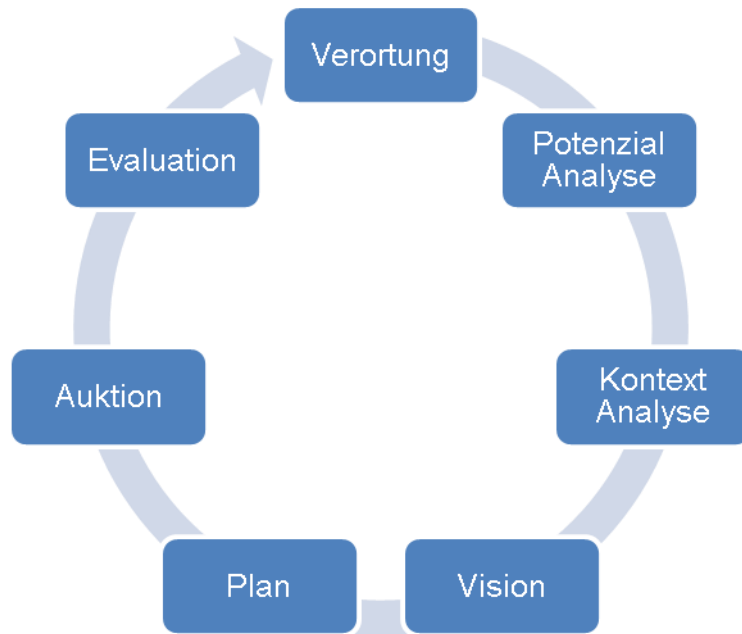 Verortung
Potenzial
Analyse
Kontext
Analyse
Vision
Plan
Auktion
Evaluation